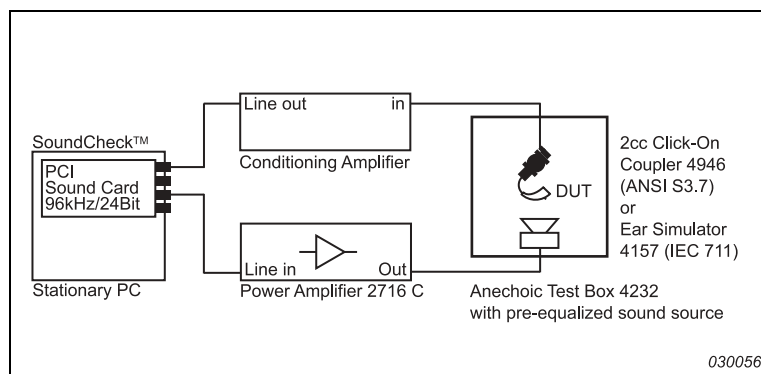 SoundCheck™
PCI
Sound Card
96kHz/24Bit
Stationary PC
Line out
in
Conditioning Amplifier
Line in
Out
Power Amplifier 2716 C
DUT
2cc Click-On
Coupler 4946
(ANSI S3.7)
or
Ear Simulator
4157 (IEC 711)
Anechoic Test Box 4232
with pre-equalized sound source
030056